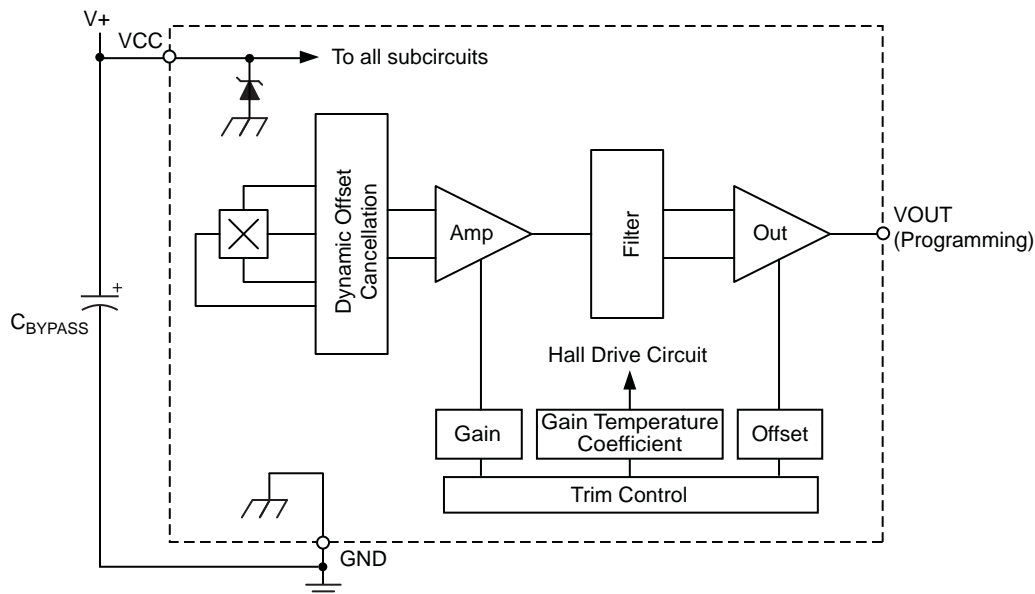 V+
VCC
To all subcircuits
Dynamic Offset
Cancellation
Amp
Filter
Out
VOUT
(Programming)
+
CBYPASS
Hall Drive Circuit
Gain
Gain Temperature
Coefficient
Offset
Trim Control
GND